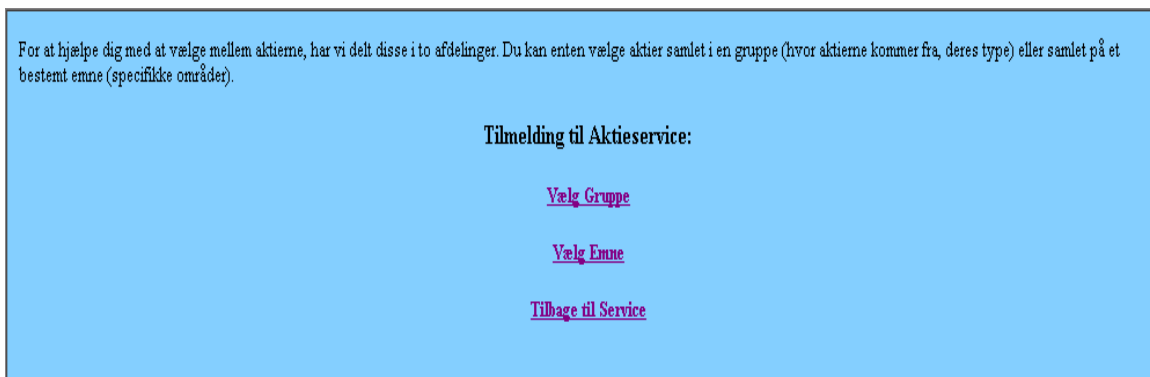 For at hjælpe dig med at vælge mellem aktierne, har vi delt disse i to afdelinger. Du kan enten vælge aktier samlet i en gruppe (hvor aktierne kommer fra, deres type) eller samlet på et
bestemt emne (specifikke områder).
Tilmelding til Aktieservice:
Vælg Gruppe
Vælg Emne
Tilbage til Service